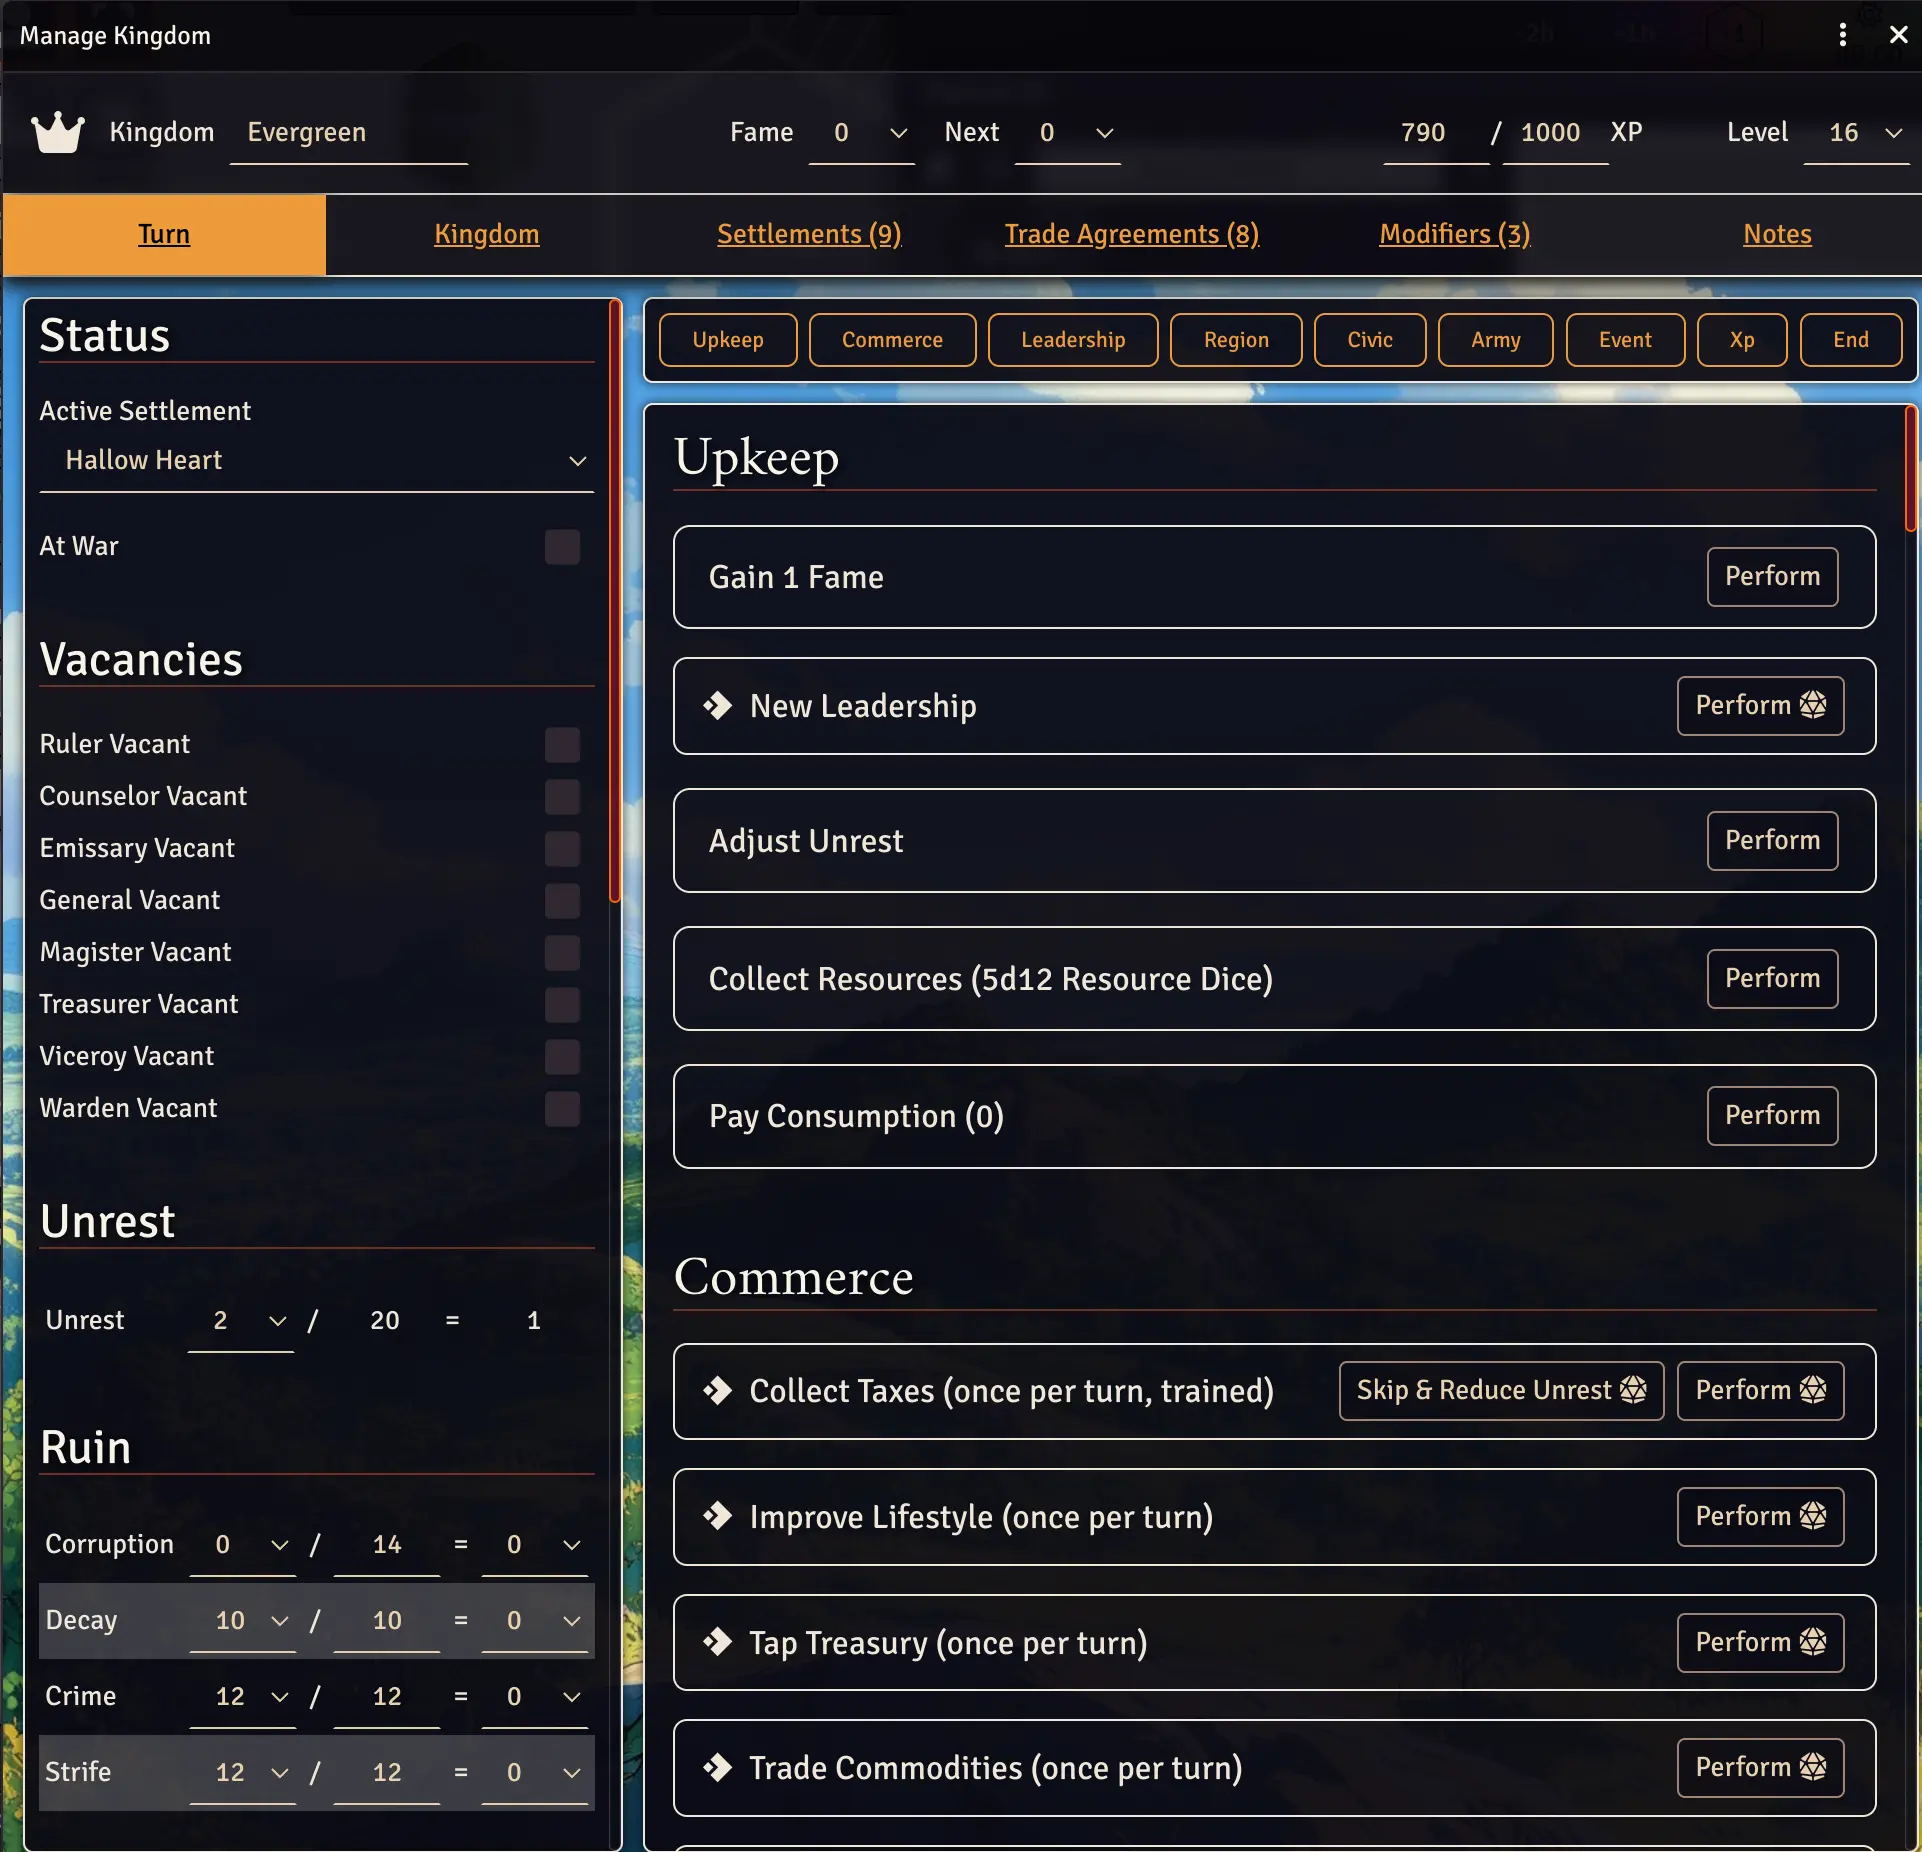 Manage Kingdom
Kingdom Evergreen Fame 0 Next 0 790 / 1000 XP Level 16
Turn Kingdom Settlements (9) Trade Agreements (8) Modifiers (3) Notes
Status
Active Settlement
Hallow Heart
At War
Vacancies
Ruler Vacant
Counselor Vacant
Emissary Vacant
General Vacant
Magister Vacant
Treasurer Vacant
Viceroy Vacant
Warden Vacant
Unrest
Unrest 2 / 20 = 1
Ruin
Corruption 0 / 14 = 0
Decay 10 / 10 = 0
Crime 12 / 12 = 0
Strife 12 / 12 = 0
Upkeep Commerce Leadership Region Civic Army Event Xp End
Upkeep
Gain 1 Fame Perform
New Leadership Perform
Adjust Unrest Perform
Collect Resources (5d12 Resource Dice) Perform
Pay Consumption (0) Perform
Commerce
Collect Taxes (once per turn, trained) Skip & Reduce Unrest Perform
Improve Lifestyle (once per turn) Perform
Tap Treasury (once per turn) Perform
Trade Commodities (once per turn) Perform